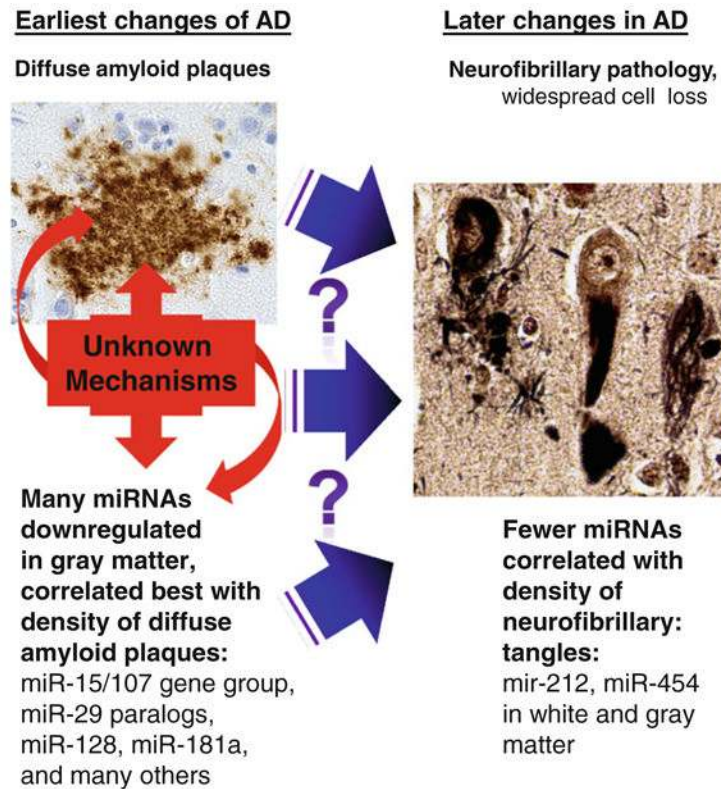 Earliest changes of AD
Diffuse amyloid plaques
Unknown
Mechanisms
Many miRNAs
downregulated
in gray matter,
correlated best with
density of diffuse
amyloid plaques:
miR-15/107 gene group,
miR-29 paralogs,
miR-128, miR-181a,
and many others
?
?
Later changes in AD
Neurofibrillary pathology,
widespread cell loss
Fewer miRNAs
correlated with
density of
neurofibrillary:
tangles:
mir-212, miR-454
in white and gray
matter